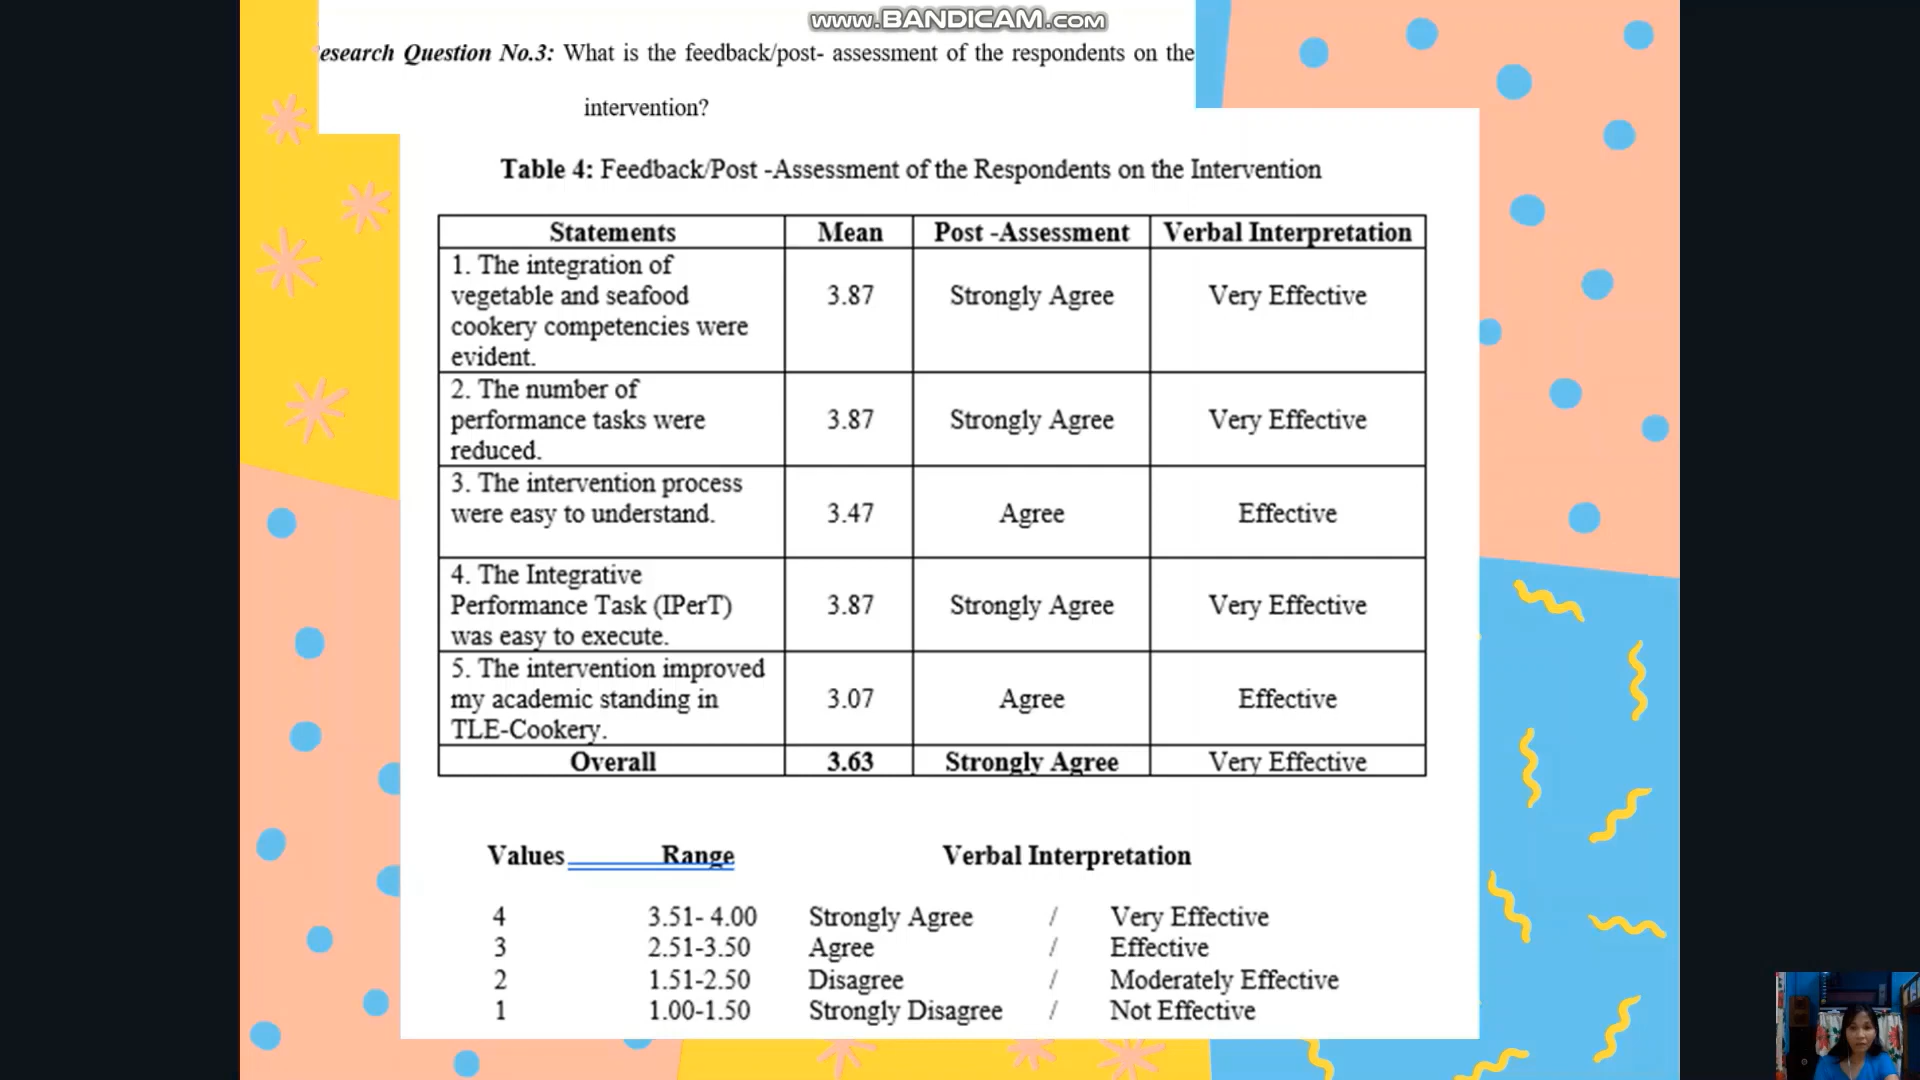 www.BANDICAM.com
esearch Question No.3: What is the feedback/post- assessment of the respondents on the
intervention?
Table 4: Feedback/Post -Assessment of the Respondents on the Intervention
Statements Mean Post -Assessment Verbal Interpretation
1. The integration of
vegetable and seafood 3.87 Strongly Agree Very Effective
cookery competencies were
evident.
2. The number of
performance tasks were 3.87 Strongly Agree Very Effective
reduced.
3. The intervention process
were easy to understand. 3.47 Agree Effective
4. The Integrative
Performance Task (IPerT) 3.87 Strongly Agree Very Effective
was easy to execute.
5. The intervention improved
my academic standing in 3.07 Agree Effective
TLE-Cookery.
Overall 3.63 Strongly Agree Very Effective
Values Range Verbal Interpretation
4 3.51- 4.00 Strongly Agree / Very Effective
3 2.51-3.50 Agree / Effective
2 1.51-2.50 Disagree / Moderately Effective
1 1.00-1.50 Strongly Disagree / Not Effective